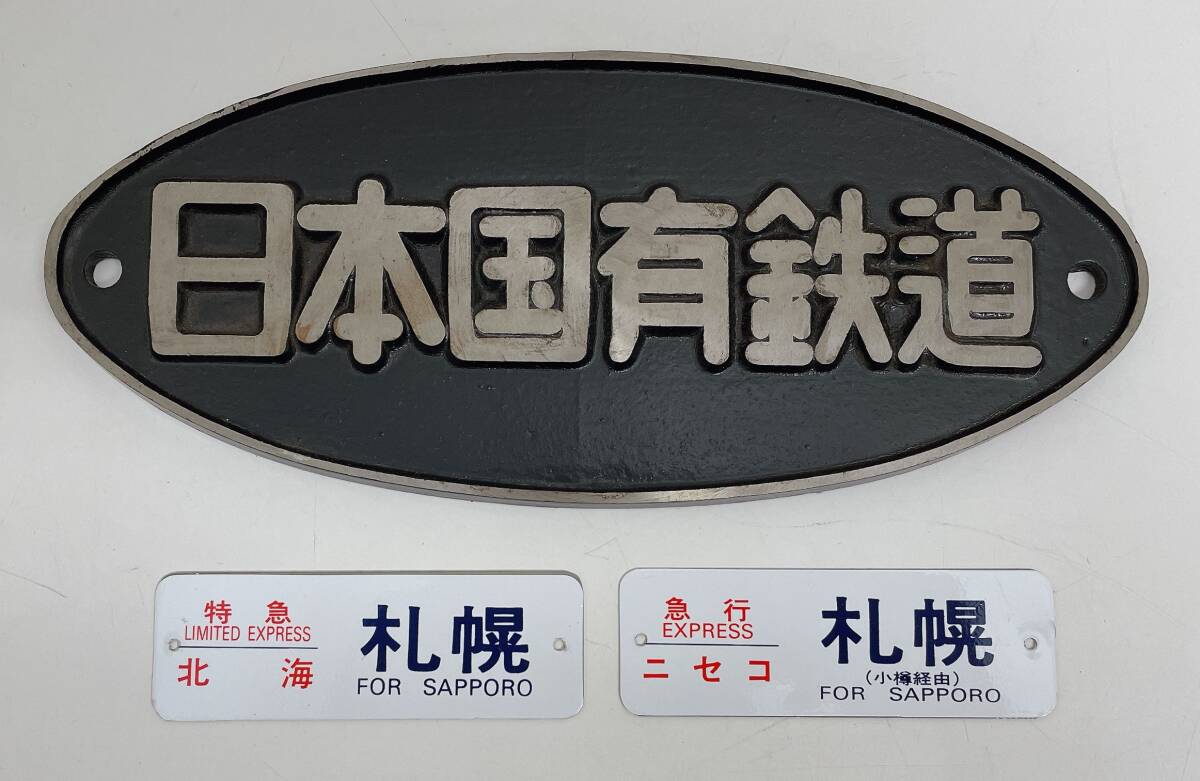 日本国有鉄道
特急
LIMITED EXPRESS
北海
札幌
FOR SAPPORO
急行
EXPRESS
ニセコ
札幌
(小樽経由)
FOR SAPPORO